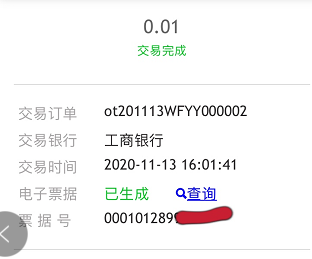 0.01
交易完成
交易订单 ot201113WFYY000002
交易银行 工商银行
交易时间 2020-11-13 16:01:41
电子票据 已生成 查询
票 据 号 000101289